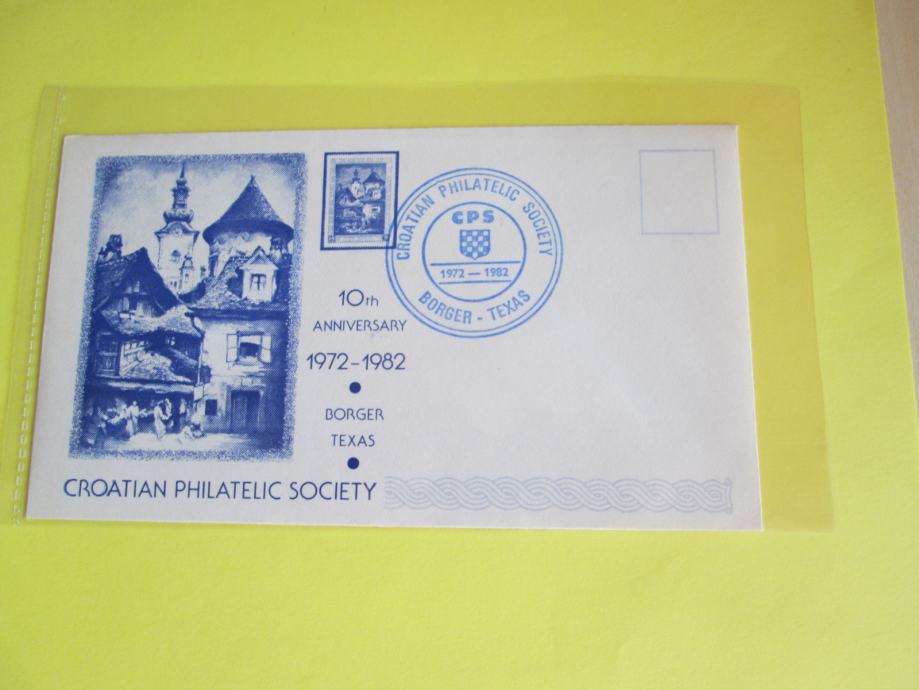 CROATIAN PHILATELIC SOCIETY
CPS
1972 — 1982
BORGER - TEXAS
10th
ANNIVERSARY
1972-1982
BORGER
TEXAS
CROATIAN PHILATELIC SOCIETY